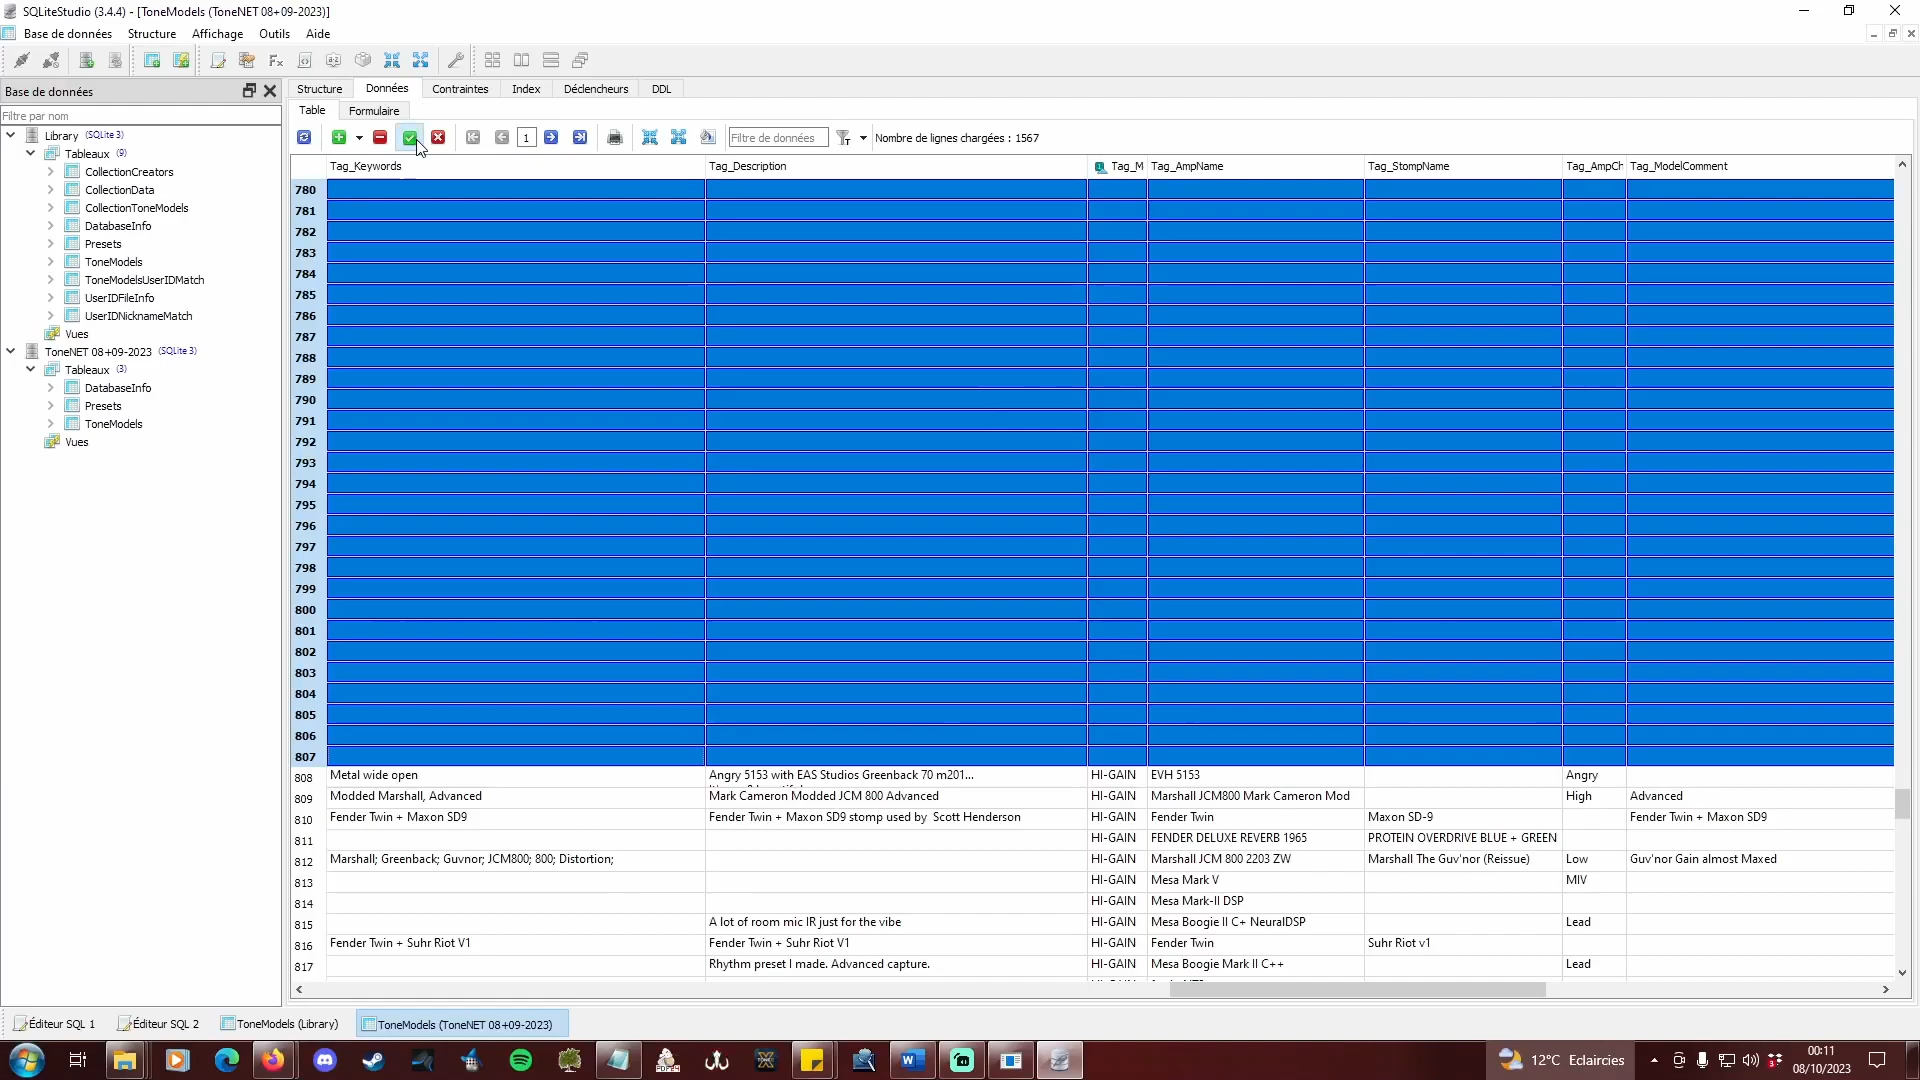 SQLiteStudio (3.4.4) - [ToneModels (ToneNET 08+09-2023)]
Base de données Structure Affichage Outils Aide
Base de données
Filtre par nom
Library (SQLite 3)
Tableaux (9)
CollectionCreators
CollectionData
CollectionToneModels
DatabaseInfo
Presets
ToneModels
ToneModelsUserIDMatch
UserIDFileInfo
UserIDNicknameMatch
Vues
ToneNET 08+09-2023 (SQLite 3)
Tableaux (3)
DatabaseInfo
Presets
ToneModels
Vues
Structure Données Contraintes Index Déclencheurs DDL
Table Formulaire
1 Filtre de données Nombre de lignes chargées : 1567
Tag_Keywords Tag_Description Tag_M Tag_AmpName Tag_StompName Tag_AmpCh Tag_ModelComment
780
781
782
783
784
785
786
787
788
789
790
791
792
793
794
795
796
797
798
799
800
801
802
803
804
805
806
807
808 Metal wide open Angry 5153 with EAS Studios Greenback 70 m201... HI-GAIN EVH 5153 Angry
809 Modded Marshall, Advanced Mark Cameron Modded JCM 800 Advanced HI-GAIN Marshall JCM800 Mark Cameron Mod High Advanced
810 Fender Twin + Maxon SD9 Fender Twin + Maxon SD9 stomp used by Scott Henderson HI-GAIN Fender Twin Maxon SD-9 Fender Twin + Maxon SD9
811 HI-GAIN FENDER DELUXE REVERB 1965 PROTEIN OVERDRIVE BLUE + GREEN
812 Marshall; Greenback; Guvnor; JCM800; 800; Distortion; HI-GAIN Marshall JCM 800 2203 ZW Marshall The Guv'nor (Reissue) Low Guv'nor Gain almost Maxed
813 HI-GAIN Mesa Mark V MIV
814 HI-GAIN Mesa Mark-II DSP
815 A lot of room mic IR just for the vibe HI-GAIN Mesa Boogie II C+ NeuralDSP Lead
816 Fender Twin + Suhr Riot V1 Fender Twin + Suhr Riot V1 HI-GAIN Fender Twin Suhr Riot v1
817 Rhythm preset I made. Advanced capture. HI-GAIN Mesa Boogie Mark II C++ Lead
Éditeur SQL 1 Éditeur SQL 2 ToneModels (Library) ToneModels (ToneNET 08+09-2023)
12°C Eclaircies
00:11
08/10/2023